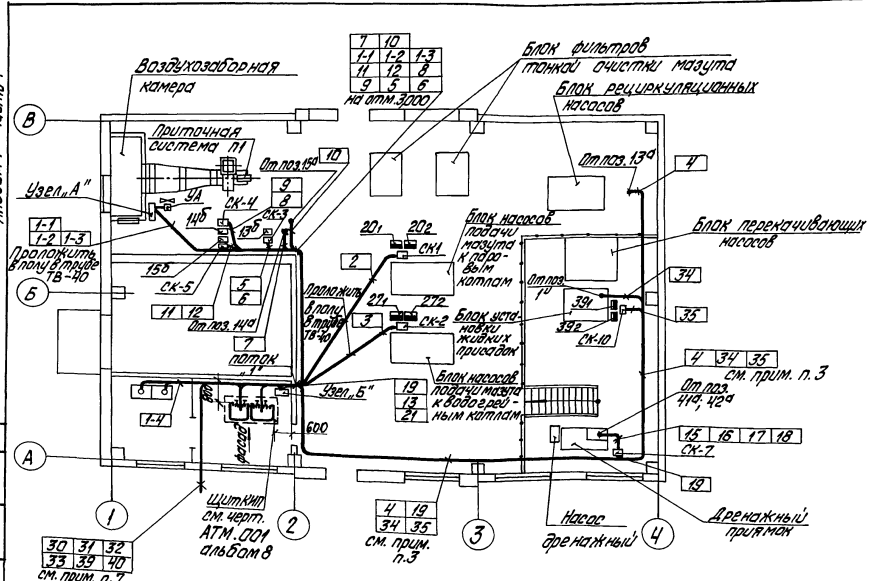 7 10
1-1 1-2 1-3
11 12 8
9 5 6
на отм.3,000
Блок фильтров
тонкой очистки мазута
Блок рециркуляционных
насосов
Воздухозаборная
камера
В
Приточная
система П1
От поз.15а
10
От поз.13а
4
Узел „А"
УА
СК-4
9
8
СК-3
14б
13б
20₁ 20₂
Блок насосов
подачи
мазута
к паро-
вым
котлам
СК1
Блок перекачивающих
насосов
1-1
1-2 1-3
Проложить
в полу в трубе
ТВ-40
15б
СК-5
2
Проложить
в полу
в трубе
ТВ-40
34
Б
5
6
27₁ 27₂
Блок уста-
новки
жидких
присадок
От поз.
1а
39₁
39₂
35
11 12
От поз.14а
3
СК-2
СК-10
7
поток
„1"
4 34 35
см. прим. п.3
Узел „Б"
19
13
21
Блок насосов
подачи мазута
к водогрей-
ным котлам
От поз.
41а; 42а
1-4
800
600
фасад
15 16 17 18
СК-7
А
19
1
Щит КИП
см. черт.
АТМ.001
альбом 8
2
4 19
34 35
см. прим.
п.3
3
Насос
дренажный
4
Дренажный
приямок
30 31 32
33 39 40
см. прим. п.7